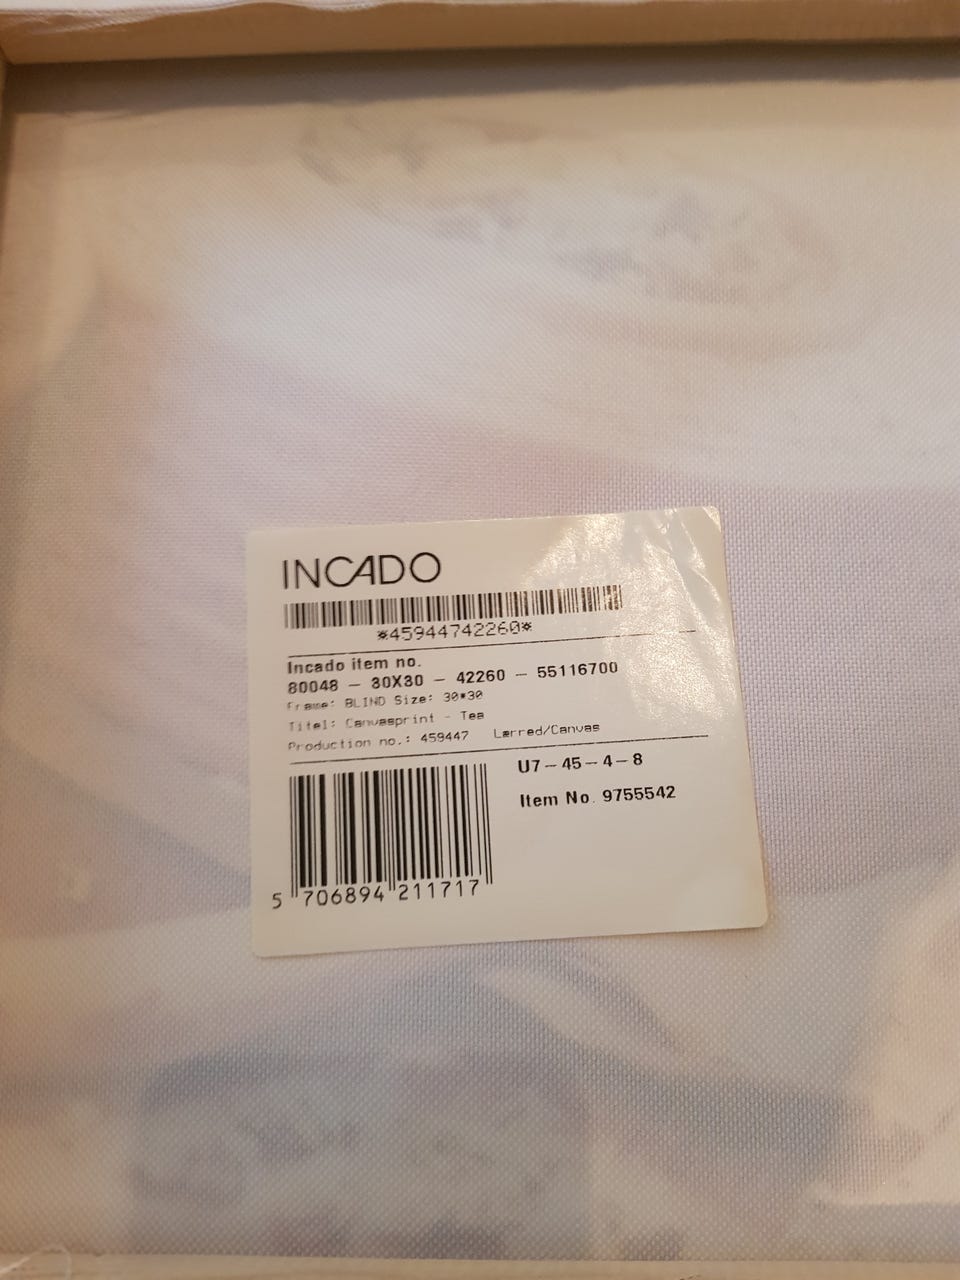 INCADO
*45944742260*
Incado item no.
80048 - 30X30 - 42260 - 55116700
Frame: BLIND Size: 30*30
Titel: Canvasprint - Tea
Production no.: 459447 Lærred/Canvas
U7-45-4-8
Item No. 9755542
5 706894 211717